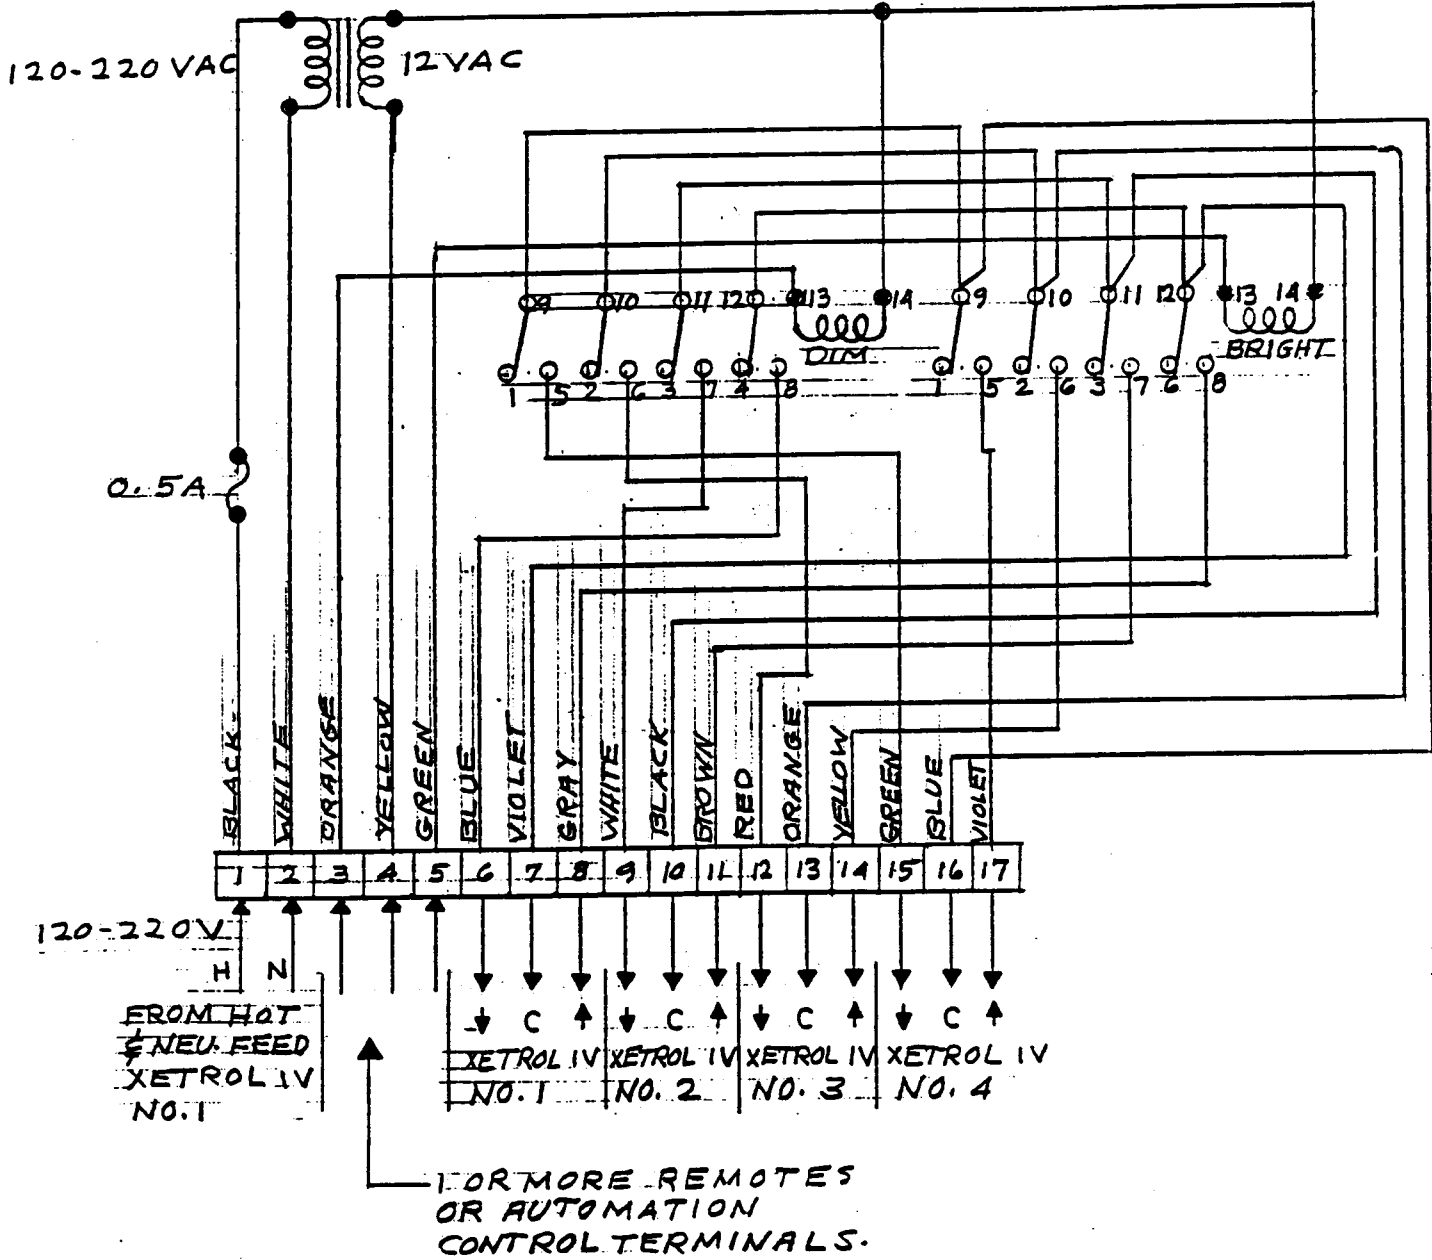 120-220 VAC
12VAC
9 10 11 12 13 14 9 10 11 12 13 14
DIM
BRIGHT
1 5 2 6 3 7 4 8 1 5 2 6 3 7 6 8
0.5A
BLACK
WHITE
ORANGE
YELLOW
GREEN
BLUE
VIOLET
GRAY
WHITE
BLACK
BROWN
RED
ORANGE
YELLOW
GREEN
BLUE
VIOLET
1 2 3 4 5 6 7 8 9 10 11 12 13 14 15 16 17
120-220V
H N
C C C C
FROM HOT
& NEU. FEED
XETROL IV
NO. 1
XETROL IV
NO. 1
XETROL IV
NO. 2
XETROL IV
NO. 3
XETROL IV
NO. 4
1 OR MORE REMOTES
OR AUTOMATION
CONTROL TERMINALS.